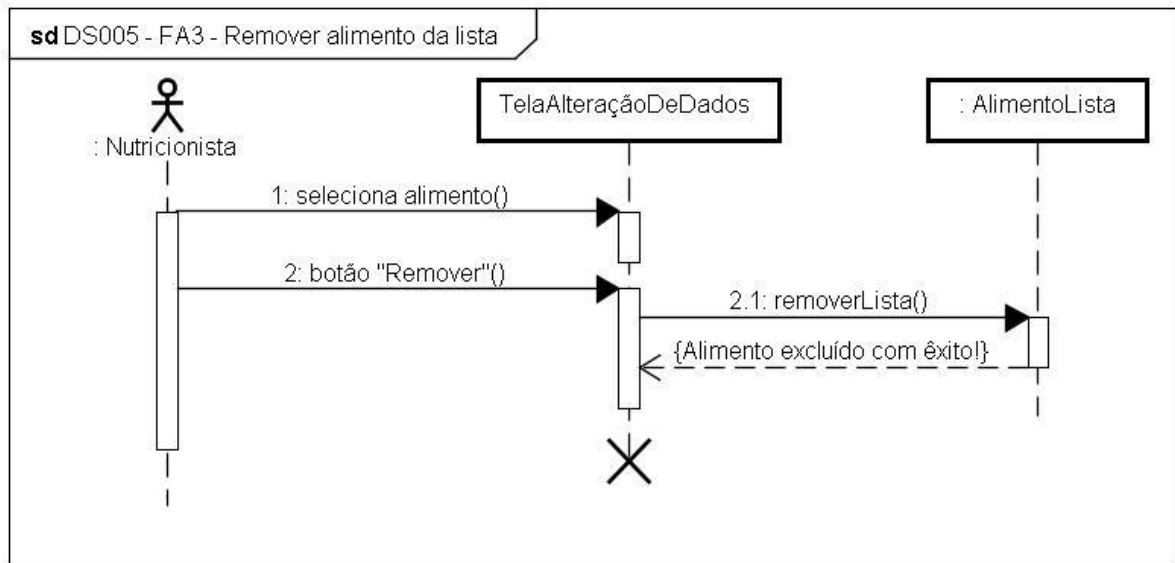 sd DS005 - FA3 - Remover alimento da lista
TelaAlteraçãoDeDados
: AlimentoLista
: Nutricionista
1: seleciona alimento()
2: botão "Remover"()
2.1: removerLista()
{Alimento excluído com êxito!}